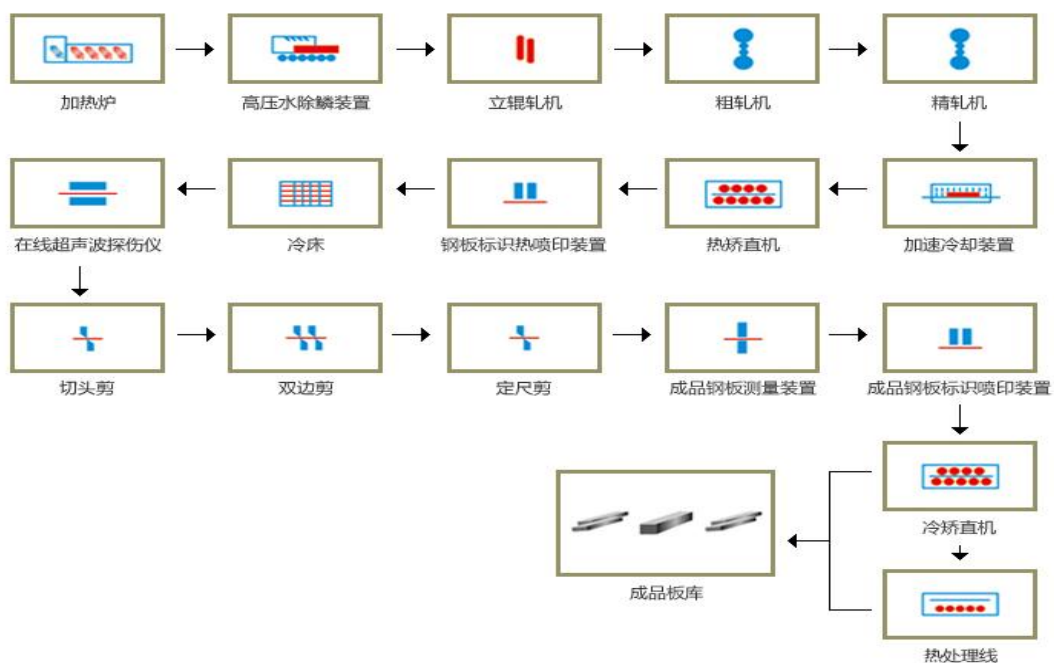 加热炉
高压水除鳞装置
立辊轧机
粗轧机
精轧机
在线超声波探伤仪
冷床
钢板标识热喷印装置
热矫直机
加速冷却装置
切头剪
双边剪
定尺剪
成品钢板测量装置
成品钢板标识喷印装置
冷矫直机
成品板库
热处理线